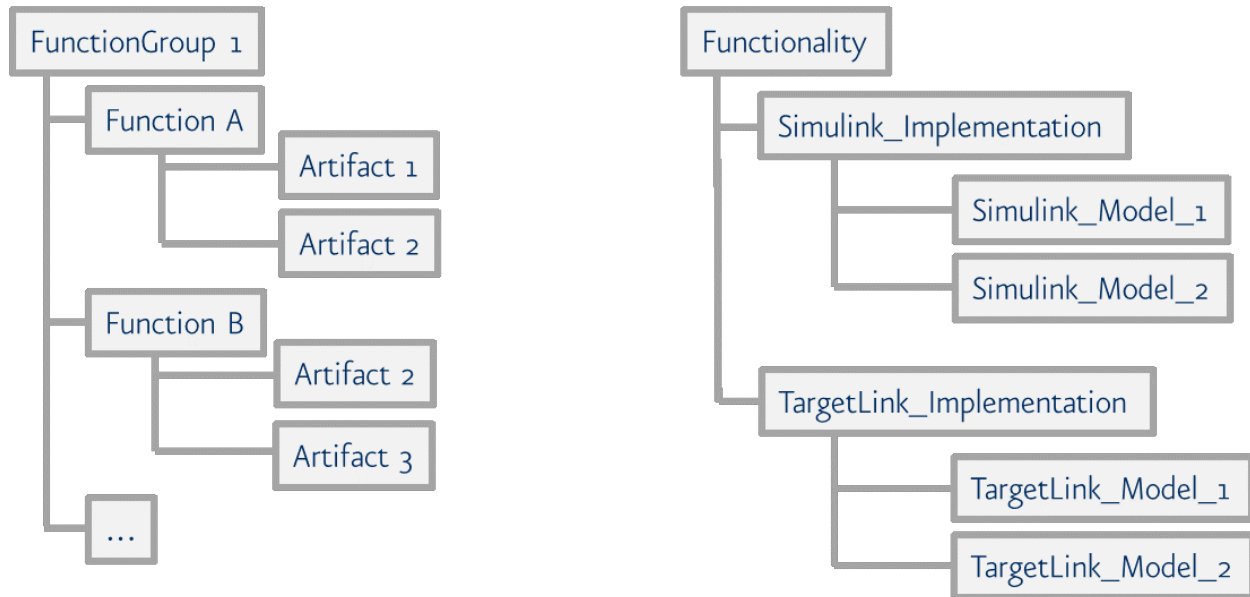 FunctionGroup 1
Function A
Artifact 1
Artifact 2
Function B
Artifact 2
Artifact 3
...
Functionality
Simulink_Implementation
Simulink_Model_1
Simulink_Model_2
TargetLink_Implementation
TargetLink_Model_1
TargetLink_Model_2